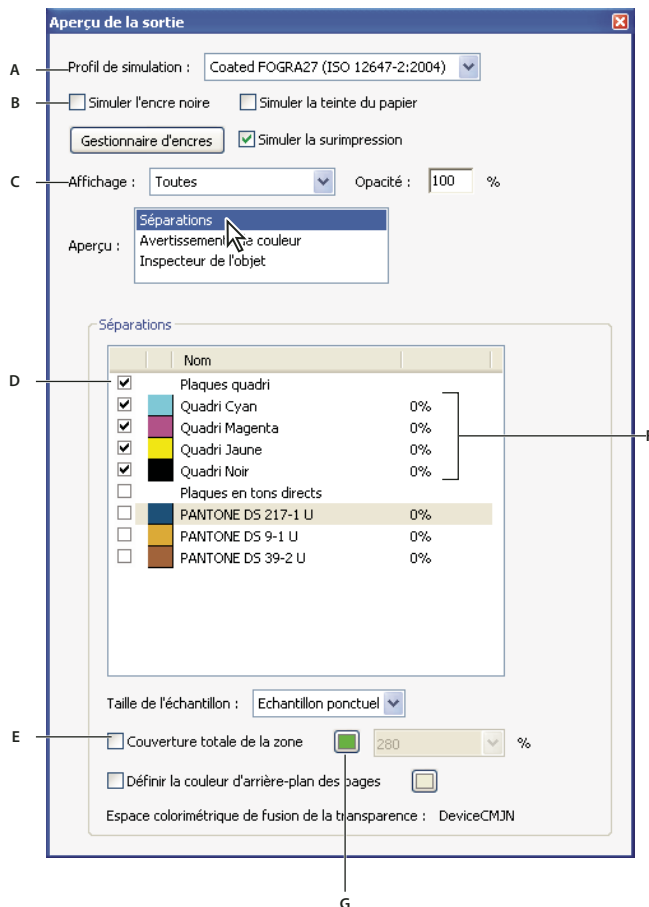 Aperçu de la sortie
A Profil de simulation : Coated FOGRA27 (ISO 12647-2:2004)
B Simuler l'encre noire Simuler la teinte du papier
Gestionnaire d'encres Simuler la surimpression
C Affichage : Toutes Opacité : 100 %
Séparations
Aperçu : couleur
Inspecteur de l'objet
Séparations
Nom
D Plaques quadri
Quadri Cyan 0%
Quadri Magenta 0%
Quadri Jaune 0%
Quadri Noir 0%
Plaques en tons directs
PANTONE DS 217-1 U 0%
PANTONE DS 9-1 U 0%
PANTONE DS 39-2 U 0%
Taille de l'échantillon : Echantillon ponctuel
E Couverture totale de la zone 280 %
Définir la couleur d'arrière-plan des pages
Espace colorimétrique de fusion de la transparence : DeviceCMJN
G